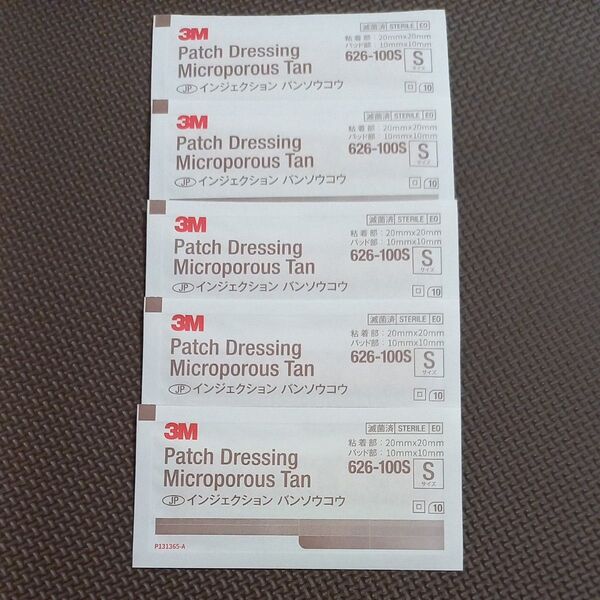 3M
滅菌済 STERILE EO
Patch Dressing
粘着部：20mmx20mm
パッド部：10mmx10mm
Microporous Tan
626-100S
S
サイズ
JP インジェクション バンソウコウ
ロ 10
3M
滅菌済 STERILE EO
Patch Dressing
粘着部：20mmx20mm
パッド部：10mmx10mm
Microporous Tan
626-100S
S
サイズ
JP インジェクション バンソウコウ
ロ 10
3M
滅菌済 STERILE EO
Patch Dressing
粘着部：20mmx20mm
パッド部：10mmx10mm
Microporous Tan
626-100S
S
サイズ
JP インジェクション バンソウコウ
ロ 10
3M
滅菌済 STERILE EO
Patch Dressing
粘着部：20mmx20mm
パッド部：10mmx10mm
Microporous Tan
626-100S
S
サイズ
JP インジェクション バンソウコウ
ロ 10
3M
滅菌済 STERILE EO
Patch Dressing
粘着部：20mmx20mm
パッド部：10mmx10mm
Microporous Tan
626-100S
S
サイズ
JP インジェクション バンソウコウ
ロ 10
P131365-A